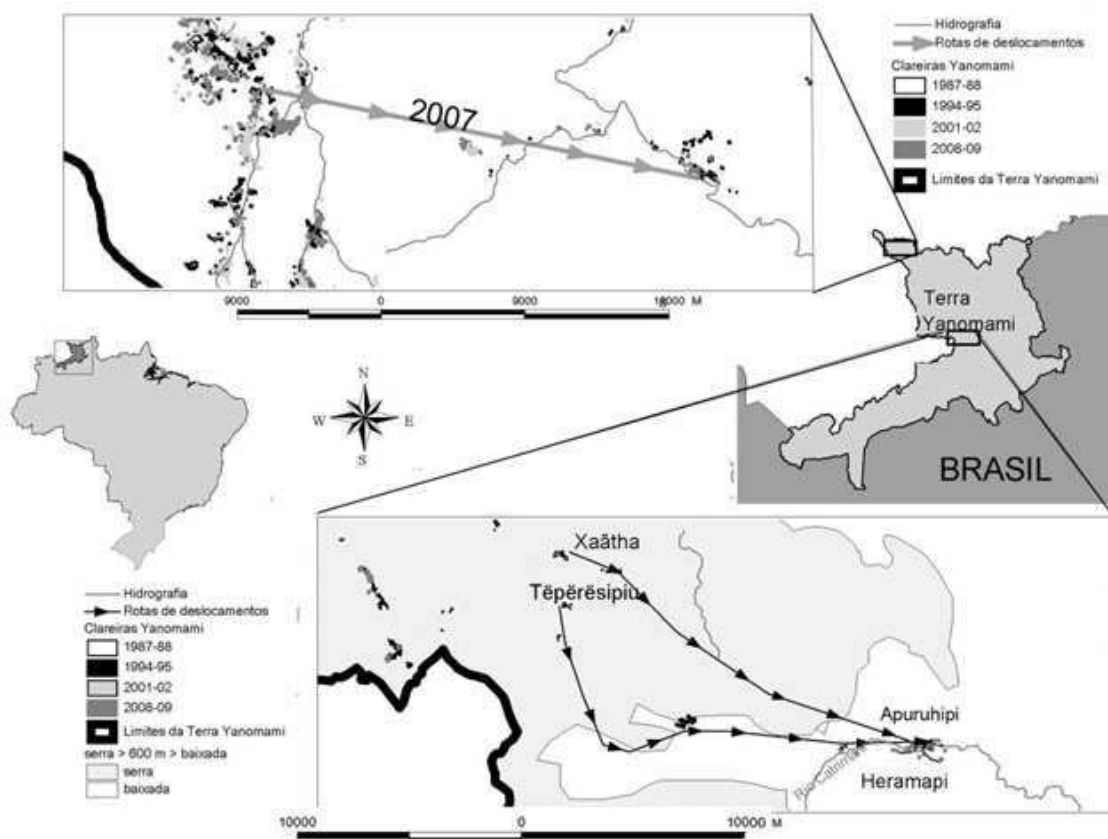 Hidrografia
Rotas de deslocamentos
Clareiras Yanomami
1987-88
1994-95
2001-02
2008-09
Limites da Terra Yanomami
2007
9000 0 9000 18000 M
Terra
Yanomami
BRASIL
N
W E
S
Hidrografia
Rotas de deslocamentos
Clareiras Yanomami
1987-88
1994-95
2001-02
2008-09
Limites da Terra Yanomami
serra > 600 m > baixada
serra
baixada
Xaãtha
Tëpërësipiu
Apuruhipi
Heramapi
10000 0 10000 M